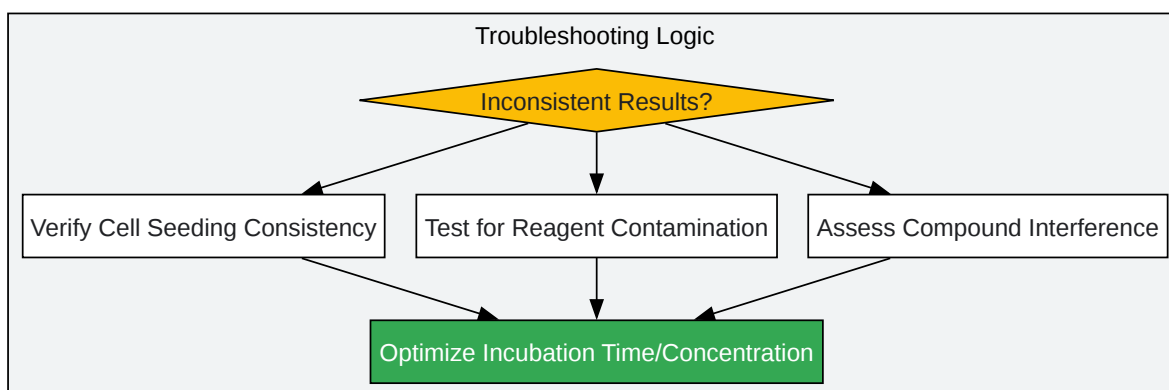 Troubleshooting Logic
Inconsistent Results?
Verify Cell Seeding Consistency
Test for Reagent Contamination
Assess Compound Interference
Optimize Incubation Time/Concentration